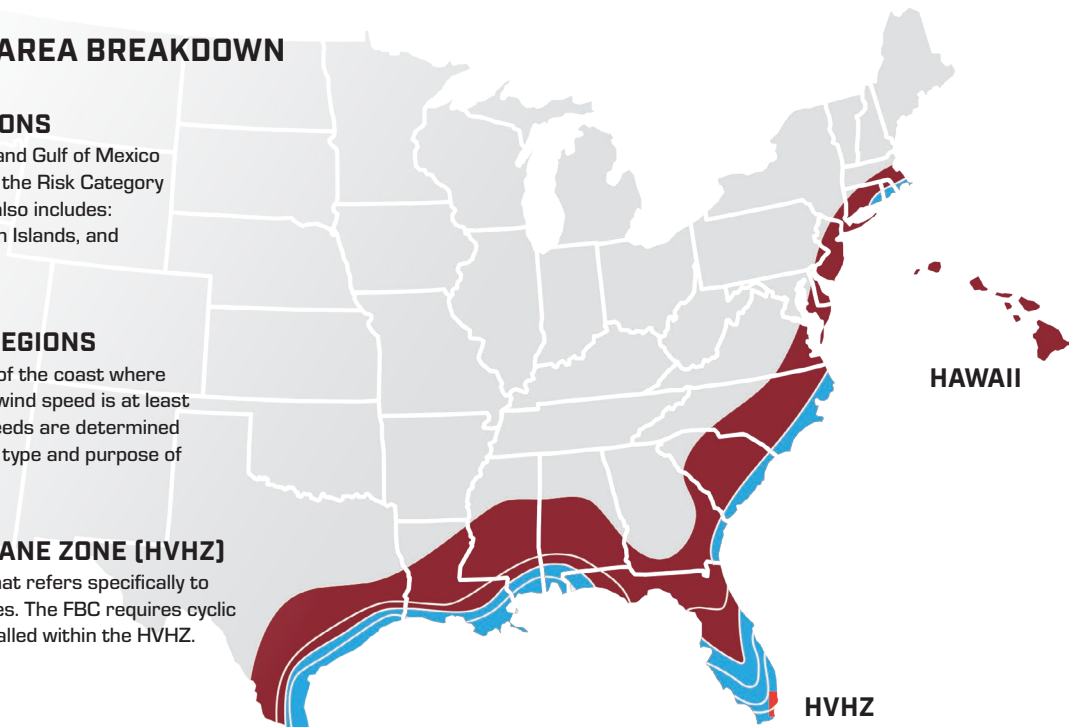 AREA BREAKDOWN
ONS
and Gulf of Mexico
the Risk Category
also includes:
n Islands, and
EGIONS
of the coast where
wind speed is at least
eeds are determined
type and purpose of
ANE ZONE (HVHZ)
hat refers specifically to
es. The FBC requires cyclic
alled within the HVHZ.
HAWAII
HVHZ